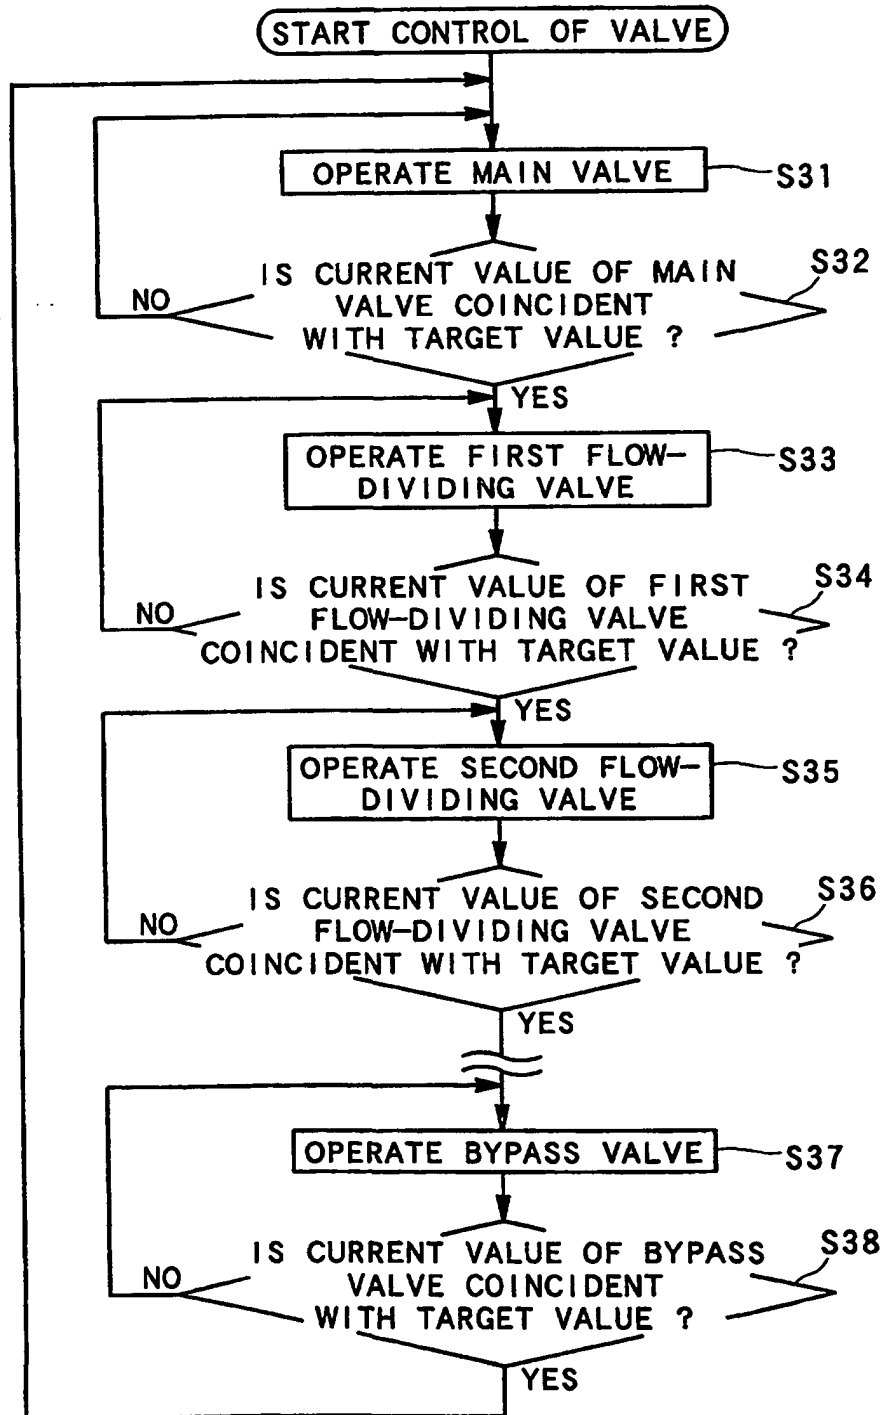 START CONTROL OF VALVE
OPERATE MAIN VALVE
S31
IS CURRENT VALUE OF MAIN
VALVE COINCIDENT
WITH TARGET VALUE ?
S32
NO
YES
OPERATE FIRST FLOW-
DIVIDING VALVE
S33
IS CURRENT VALUE OF FIRST
FLOW-DIVIDING VALVE
COINCIDENT WITH TARGET VALUE ?
S34
NO
YES
OPERATE SECOND FLOW-
DIVIDING VALVE
S35
IS CURRENT VALUE OF SECOND
FLOW-DIVIDING VALVE
COINCIDENT WITH TARGET VALUE ?
S36
NO
YES
OPERATE BYPASS VALVE
S37
IS CURRENT VALUE OF BYPASS
VALVE COINCIDENT
WITH TARGET VALUE ?
S38
NO
YES